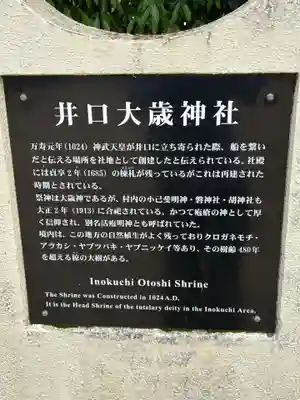 井口大歳神社
万寿元年(1024) 神武天皇が井口に立ち寄られた際、船を繋い
だと伝える場所を社地として創建したと伝えられている。社殿
には貞享2年(1685)の棟札が残っているがこれは再建された
時期とされている。
祭神は大歳神であるが、村内の小己斐明神・磐神社・胡神社も
大正2年(1913)に合祀されている。かつて疱瘡の神として厚
く信仰され、別名活疱明神とも呼ばれていた。
境内は、この地方の自然植生がよく残っておりクロガネモチ・
アラカシ・ヤブツバキ・ヤブニッケイ等あり、その樹齢480年
を超える椋の大樹がある。
Inokuchi Otoshi Shrine
The Shrine was Constructed in 1024 A.D.
It is the Head Shrine of the tutelary deity in the Inokuchi Area.